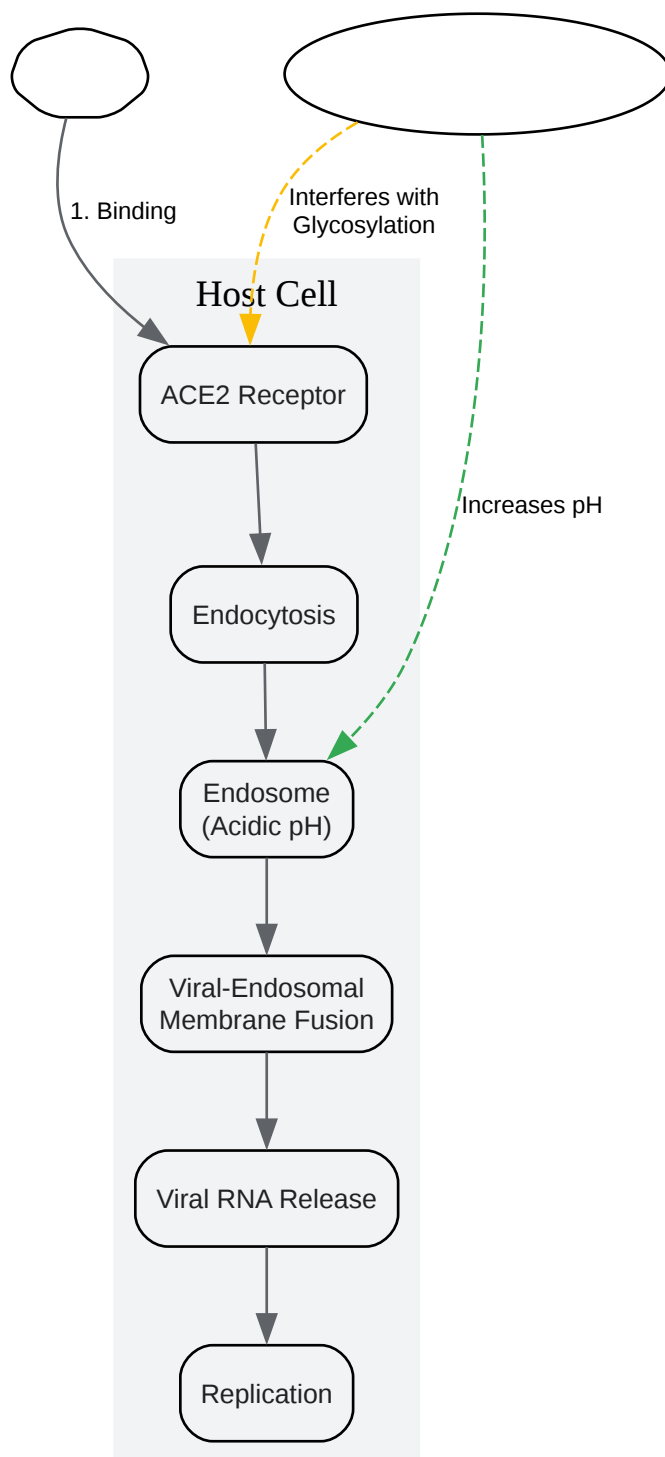 1. Binding
Interferes with
Glycosylation
Host Cell
ACE2 Receptor
Increases pH
Endocytosis
Endosome
(Acidic pH)
Viral-Endosomal
Membrane Fusion
Viral RNA Release
Replication